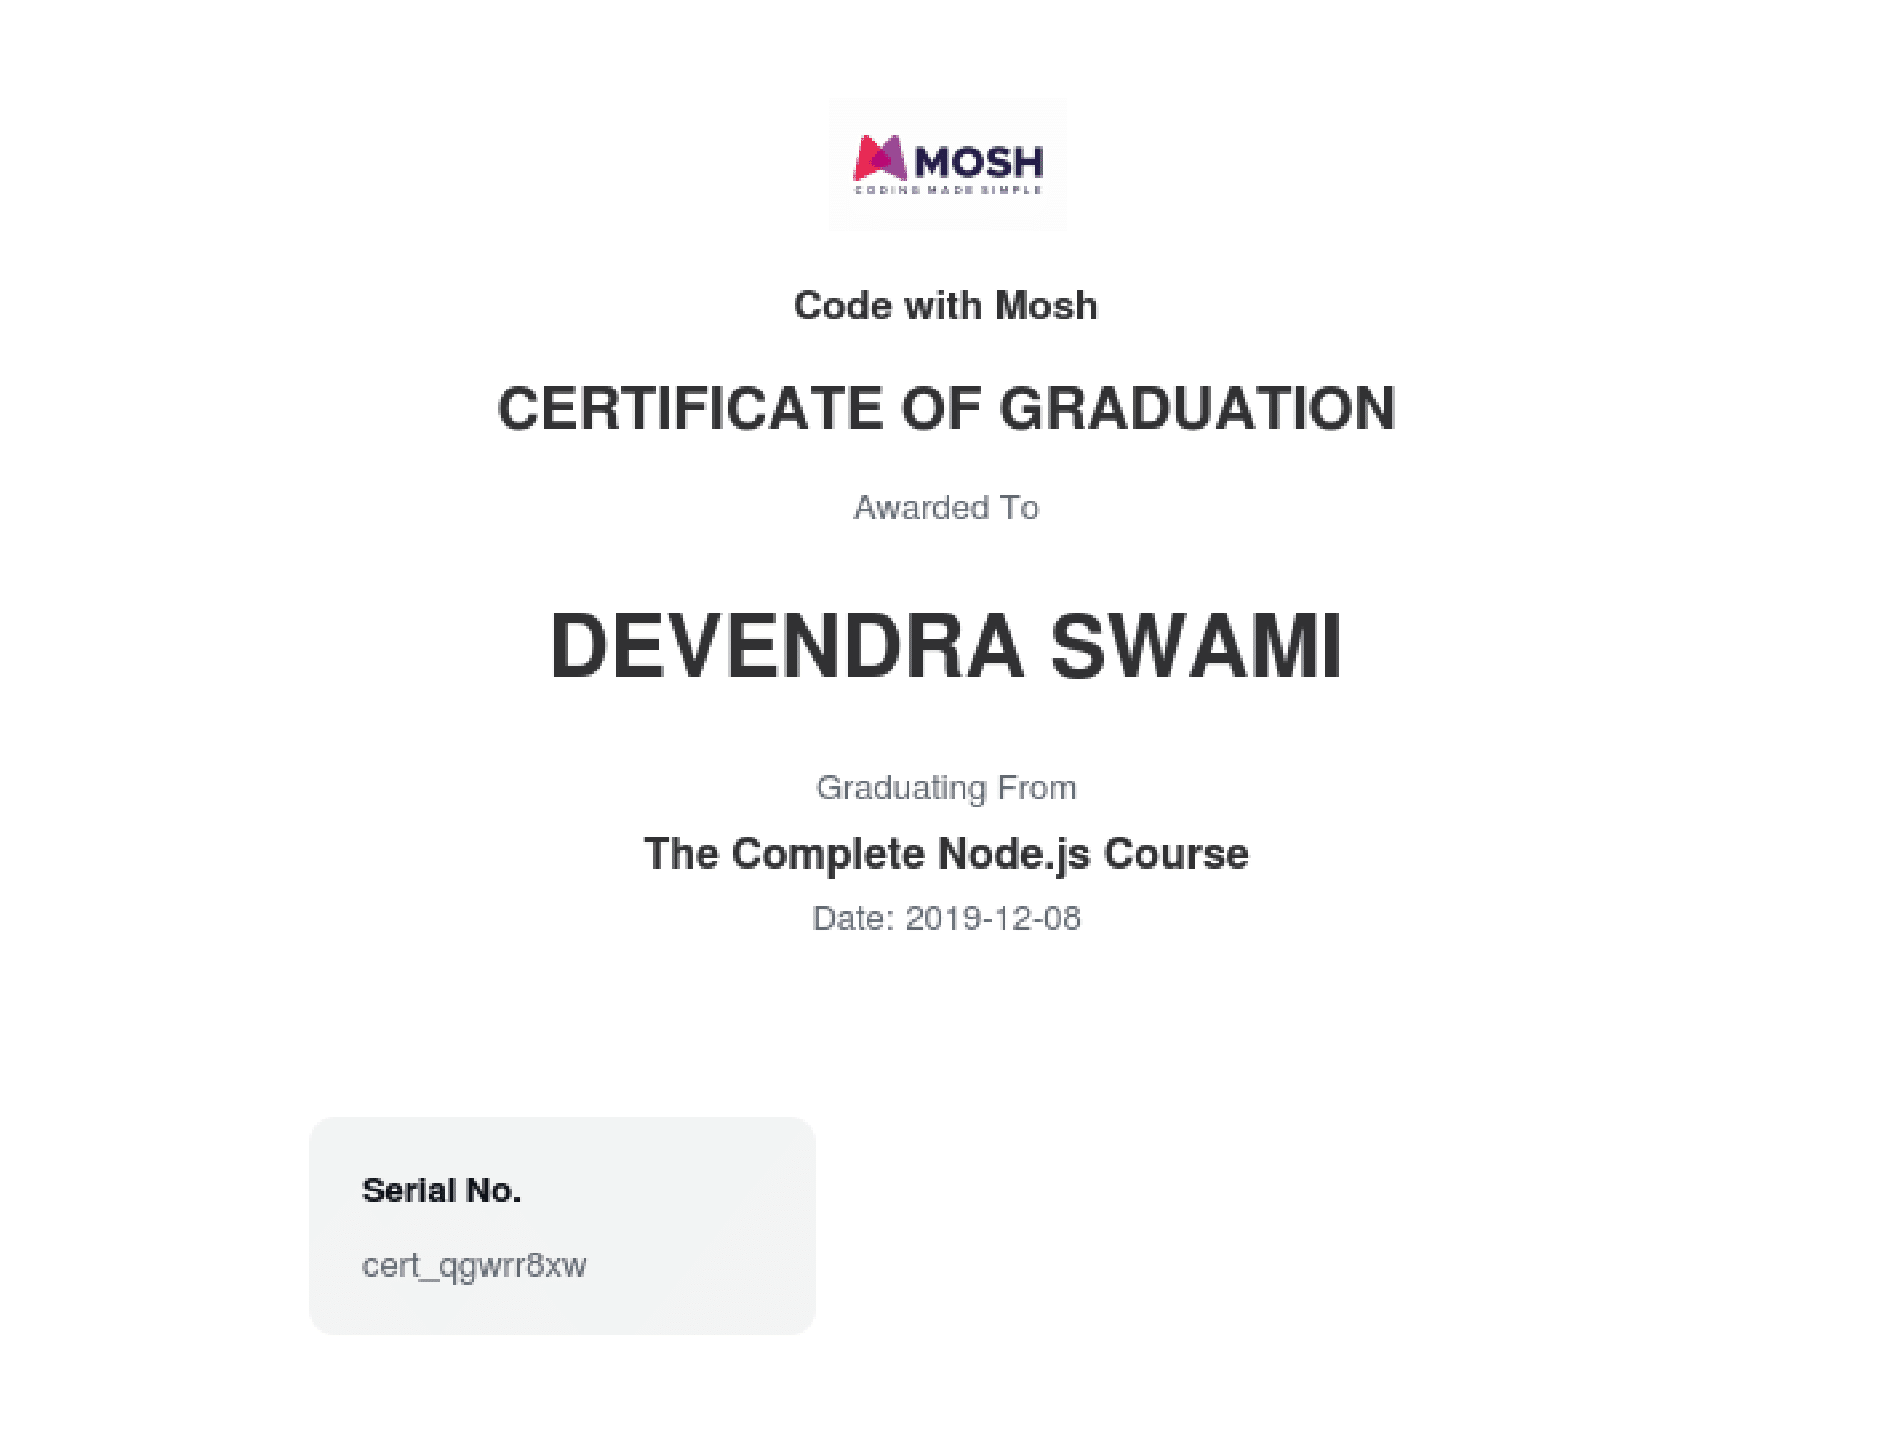 MOSH
CODING MADE SIMPLE
Code with Mosh
CERTIFICATE OF GRADUATION
Awarded To
DEVENDRA SWAMI
Graduating From
The Complete Node.js Course
Date: 2019-12-08
Serial No.
cert_qgwrr8xw